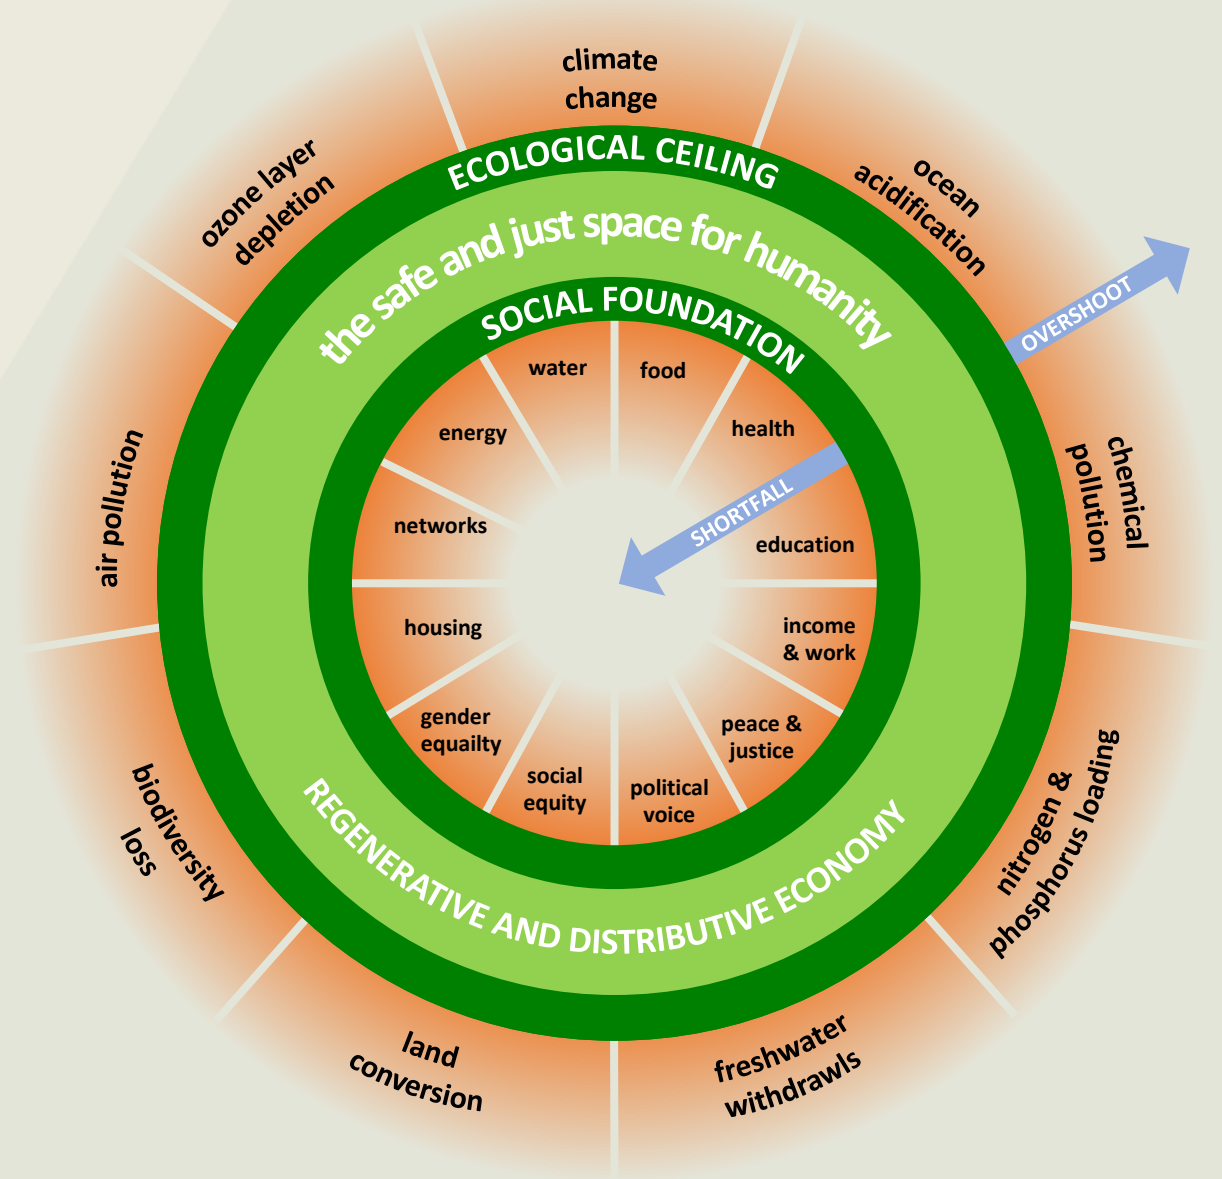 climate
change
ocean
acidification
OVERSHOOT
chemical
pollution
nitrogen &
phosphorus loading
freshwater
withdrawls
land
conversion
biodiversity
loss
air pollution
ozone layer
depletion
ECOLOGICAL CEILING
the safe and just space for humanity
SOCIAL FOUNDATION
water
food
health
SHORTFALL
education
income
& work
peace &
justice
political
voice
social
equity
gender
equailty
housing
networks
energy
REGENERATIVE AND DISTRIBUTIVE ECONOMY